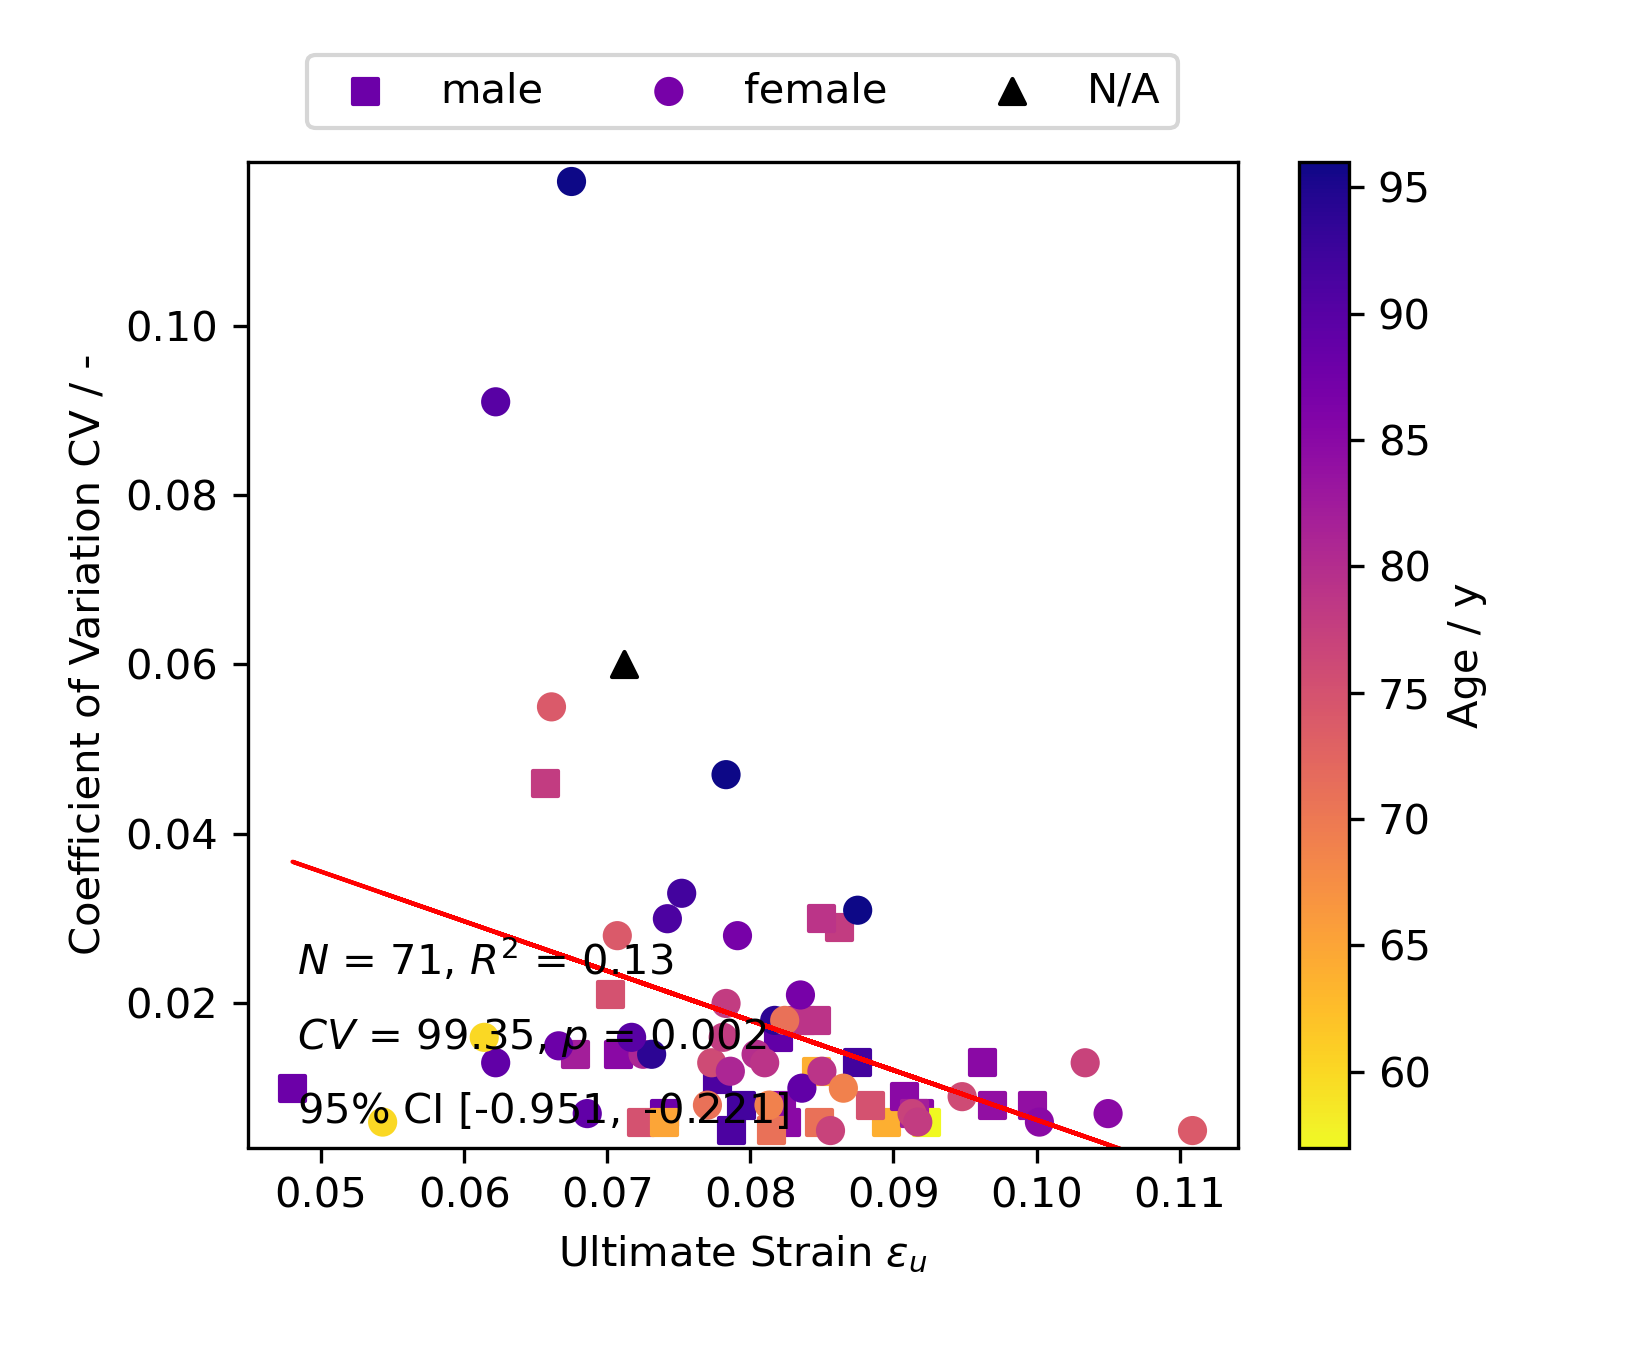 male female N/A
0.10
0.08
0.06
0.04
0.02
Coefficient of Variation CV / -
N = 71, R² = 0.13
CV = 99.35, p = 0.002
95% CI [-0.951, -0.221]
0.05 0.06 0.07 0.08 0.09 0.10 0.11
Ultimate Strain εᵤ
95
90
85
80
75
70
65
60
Age / y